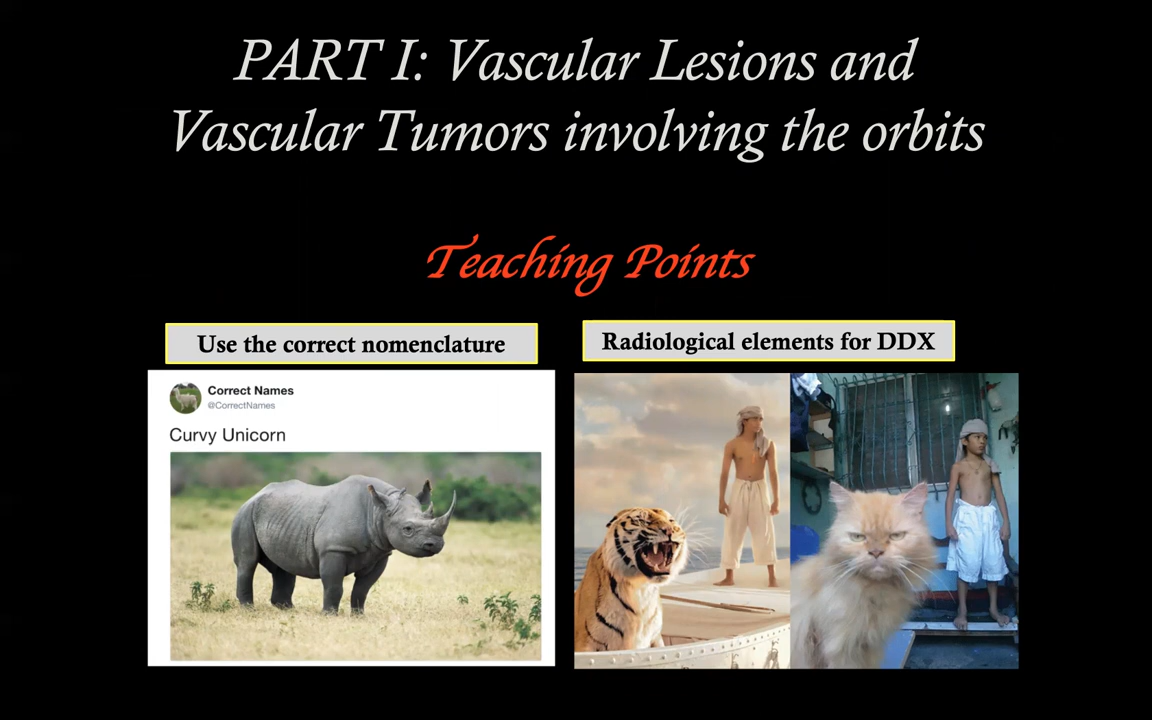 PART I: Vascular Lesions and
Vascular Tumors involving the orbits
Teaching Points
Use the correct nomenclature
Radiological elements for DDX
Correct Names
@CorrectNames
Curvy Unicorn